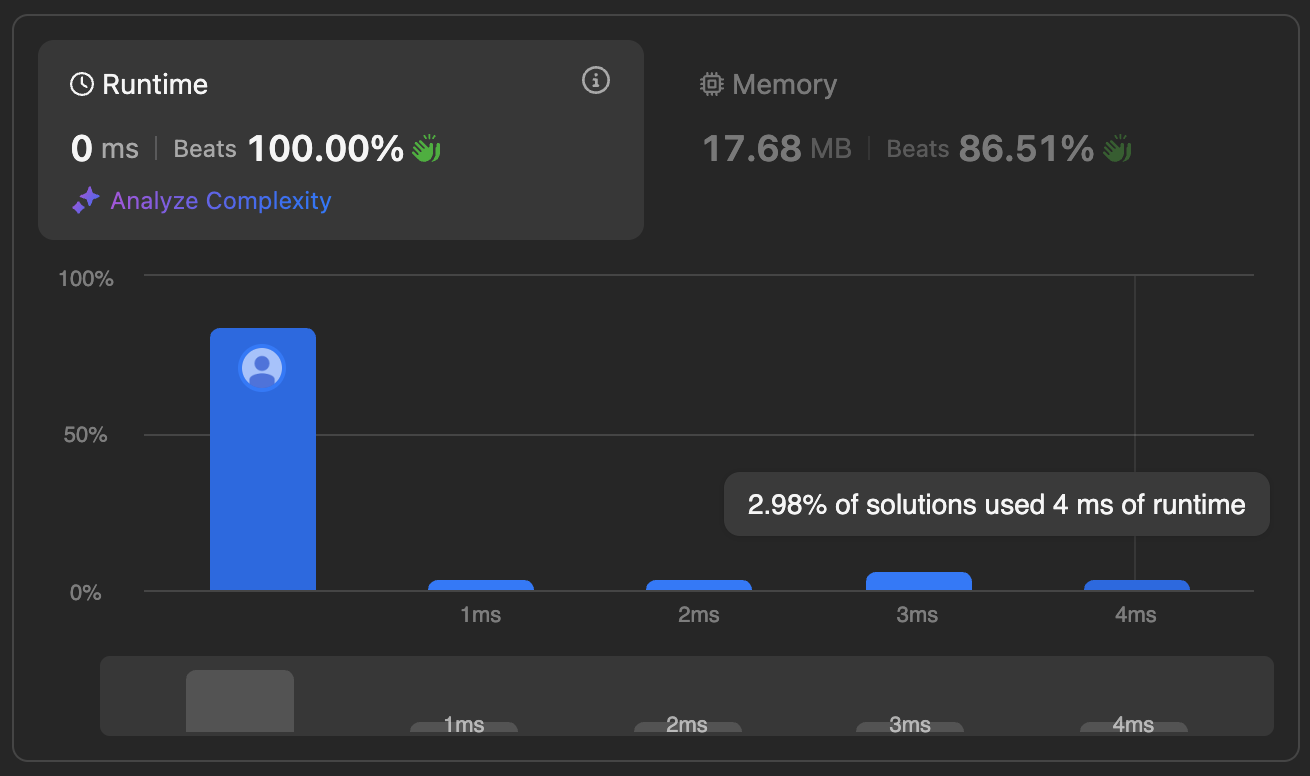 Runtime
0 ms | Beats 100.00%
Analyze Complexity
Memory
17.68 MB | Beats 86.51%
100%
50%
0%
2.98% of solutions used 4 ms of runtime
1ms 2ms 3ms 4ms
1ms 2ms 3ms 4ms